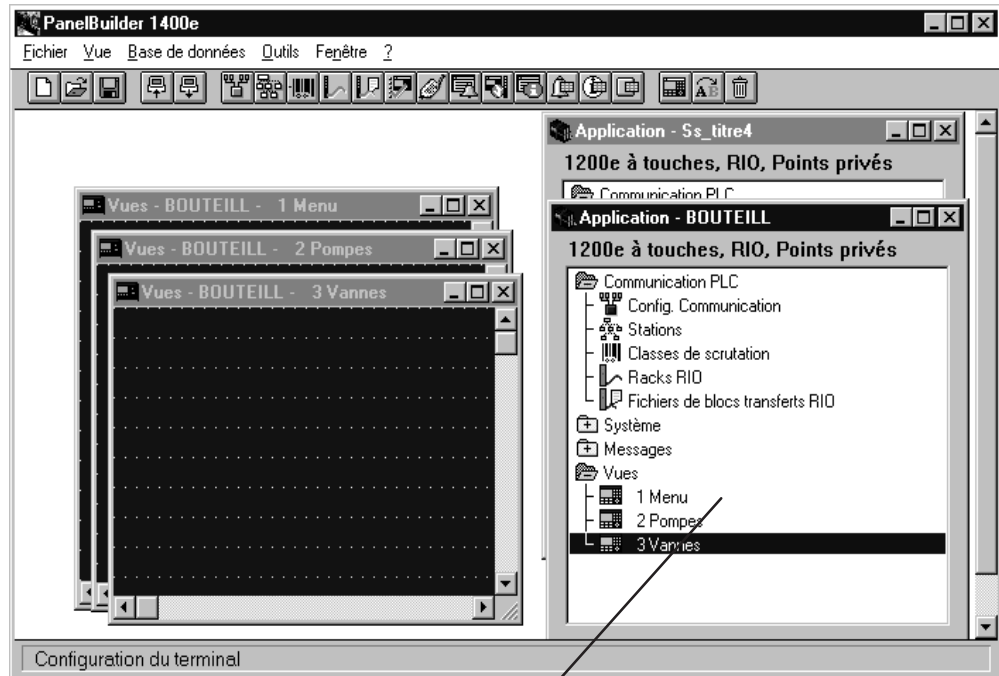 PanelBuilder 1400e
Fichier Vue Base de données Outils Fenêtre ?
Application - Ss_titre4
1200e à touches, RIO, Points privés
Communication PLC
Vues - BOUTEILL - 1 Menu
Vues - BOUTEILL - 2 Pompes
Vues - BOUTEILL - 3 Vannes
Application - BOUTEILL
1200e à touches, RIO, Points privés
Communication PLC
Config. Communication
Stations
Classes de scrutation
Racks RIO
Fichiers de blocs transferts RIO
Système
Messages
Vues
1 Menu
2 Pompes
3 Vannes
Configuration du terminal